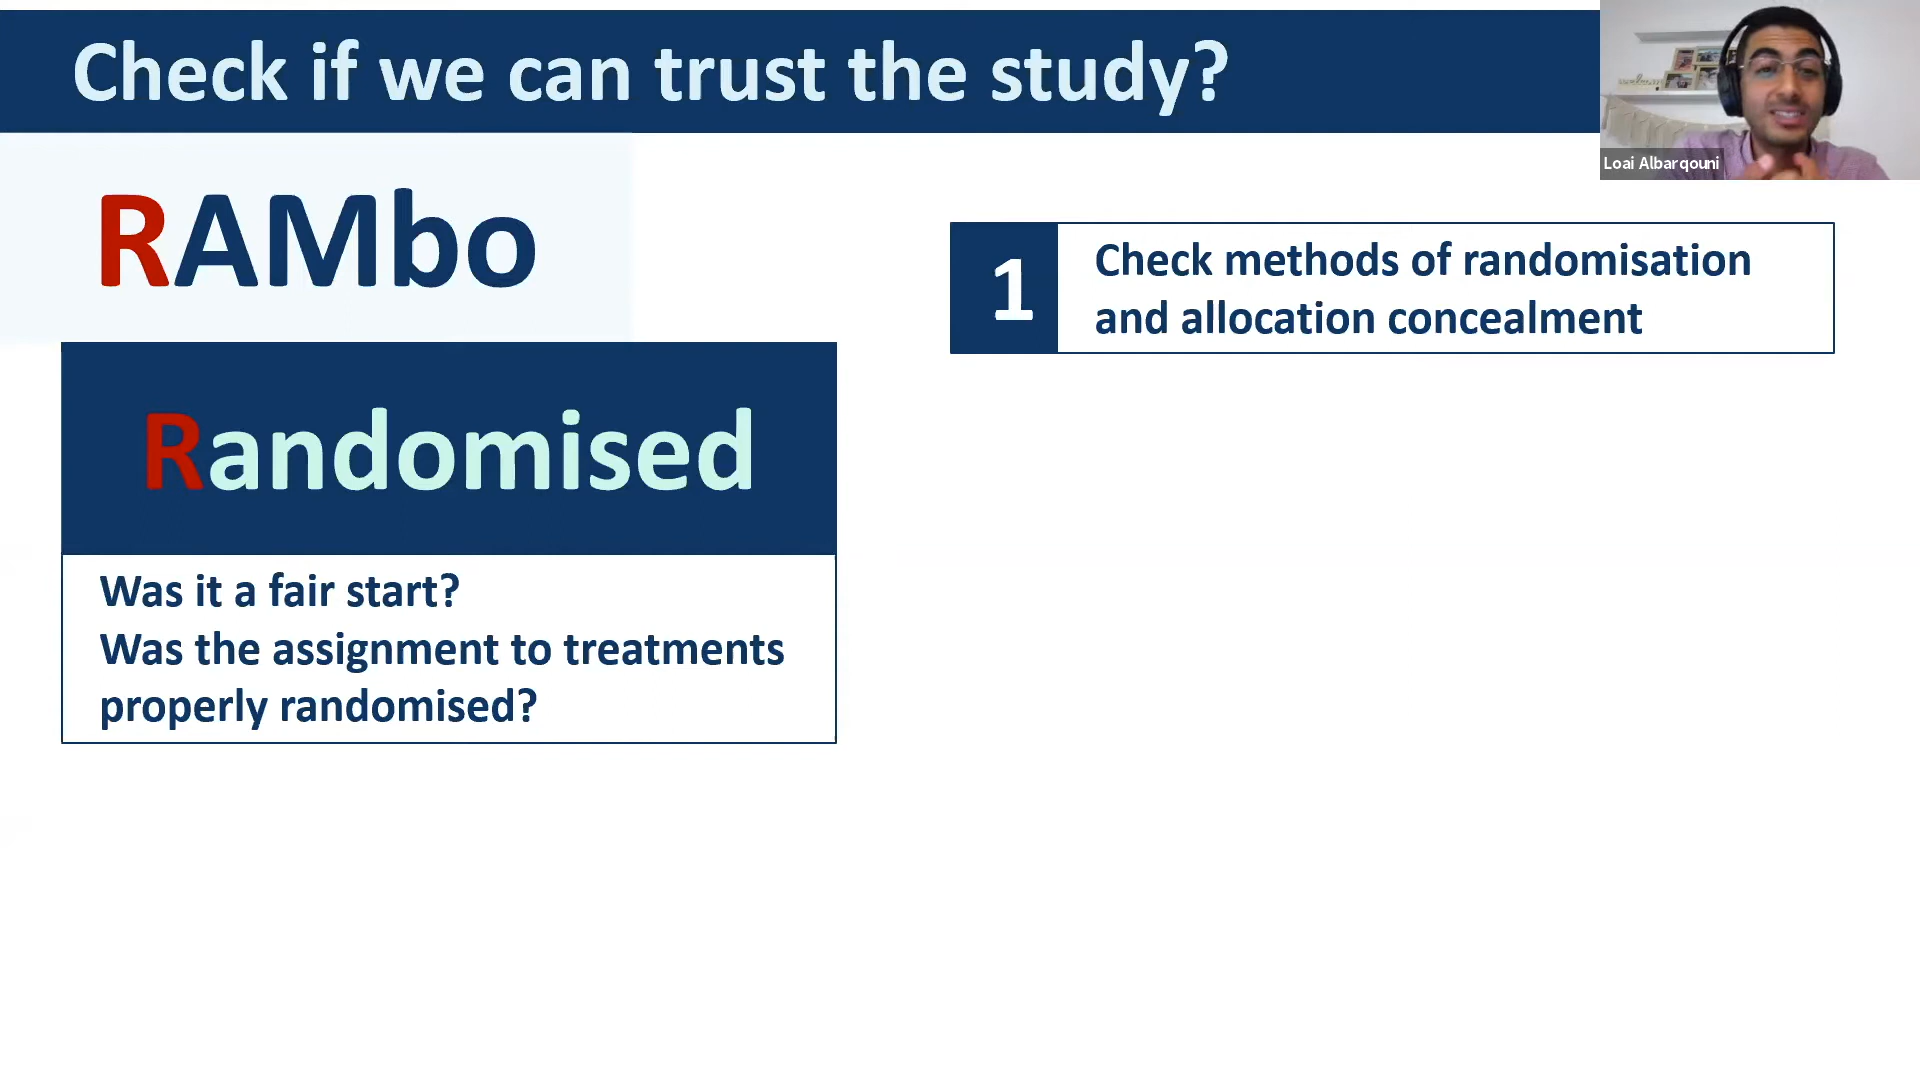 Check if we can trust the study?
Loai Albarqouni
RAMbo
1
Check methods of randomisation
and allocation concealment
Randomised
Was it a fair start?
Was the assignment to treatments
properly randomised?